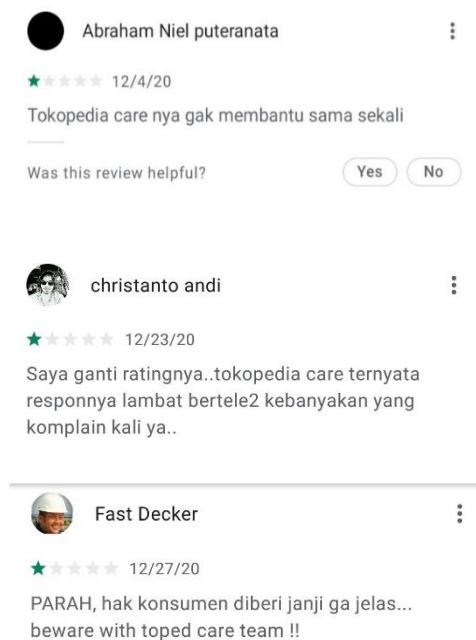 Abraham Niel puteranata
12/4/20
Tokopedia care nya gak membantu sama sekali
Was this review helpful? Yes No
christanto andi
12/23/20
Saya ganti ratingnya..tokopedia care ternyata
responnya lambat bertele2 kebanyakan yang
komplain kali ya..
Fast Decker
12/27/20
PARAH, hak konsumen diberi janji ga jelas...
beware with toped care team !!